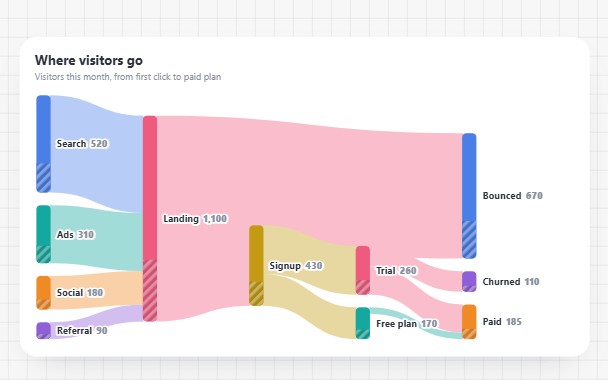 Where visitors go
Visitors this month, from first click to paid plan
Search 520
Ads 310
Social 180
Referral 90
Landing 1,100
Signup 430
Trial 260
Free plan 170
Bounced 670
Churned 110
Paid 185